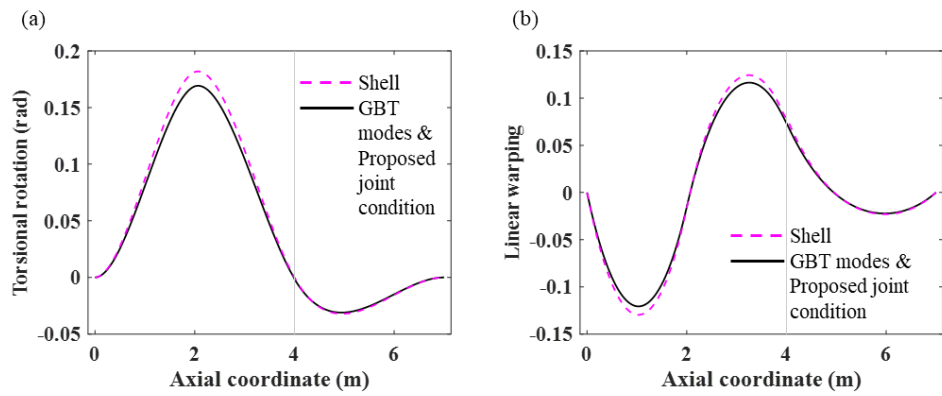 (a)
0.2
0.15
0.1
0.05
0
-0.05
0
2
4
6
Torsional rotation (rad)
Axial coordinate (m)
Shell
GBT
modes &
Proposed
joint
condition
(b)
0.15
0.1
0.05
0
-0.05
-0.1
-0.15
0
2
4
6
Linear warping
Axial coordinate (m)
Shell
GBT modes &
Proposed joint
condition